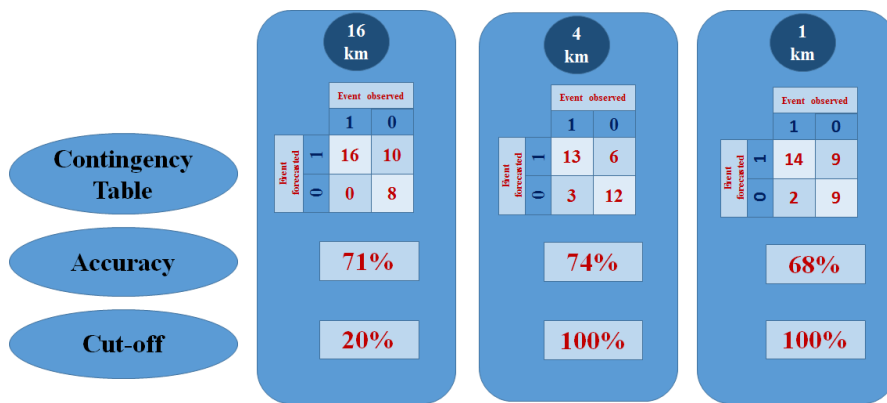 16
km
4
km
1
km
Event observed
1 0
Event
forecasted
1 16 10
0 0 8
Event observed
1 0
Event
forecasted
1 13 6
0 3 12
Event observed
1 0
Event
forecasted
1 14 9
0 2 9
Contingency
Table
Accuracy
71%
74%
68%
Cut-off
20%
100%
100%